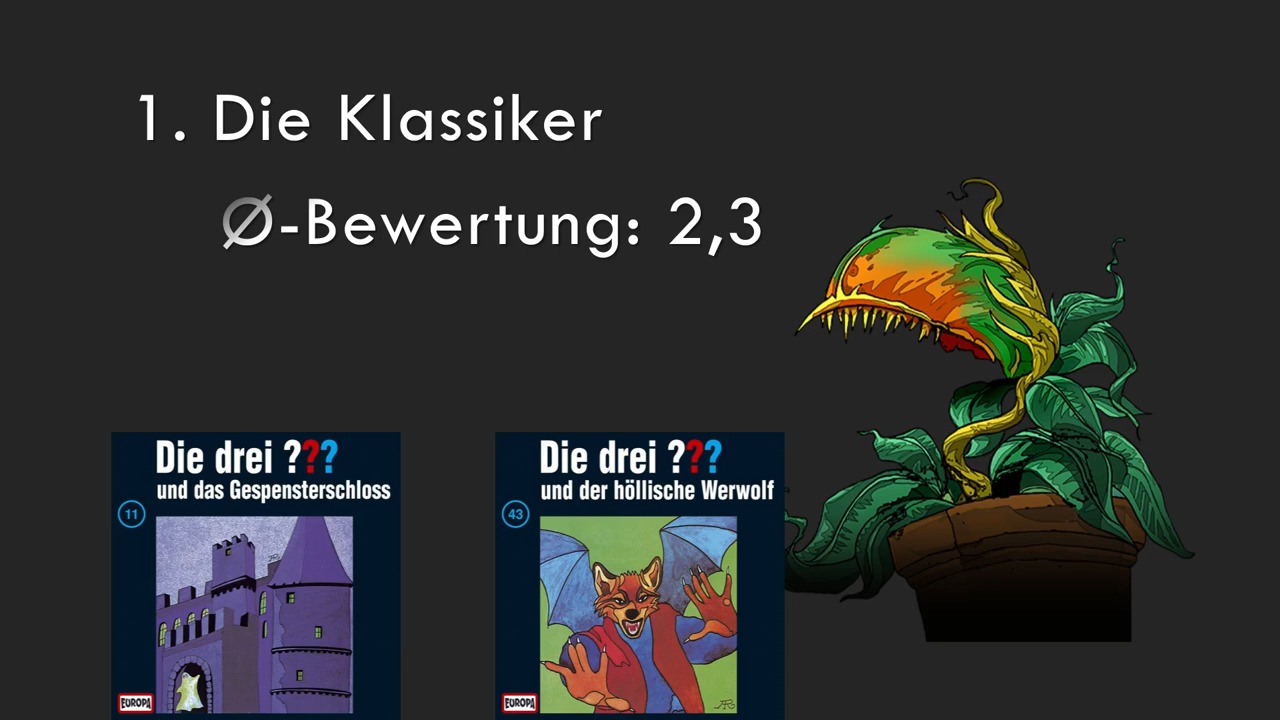 1. Die Klassiker
Ø-Bewertung: 2,3
Die drei ???
und das Gespensterschloss
11
EUROPA
Die drei ???
und der höllische Werwolf
43
EUROPA